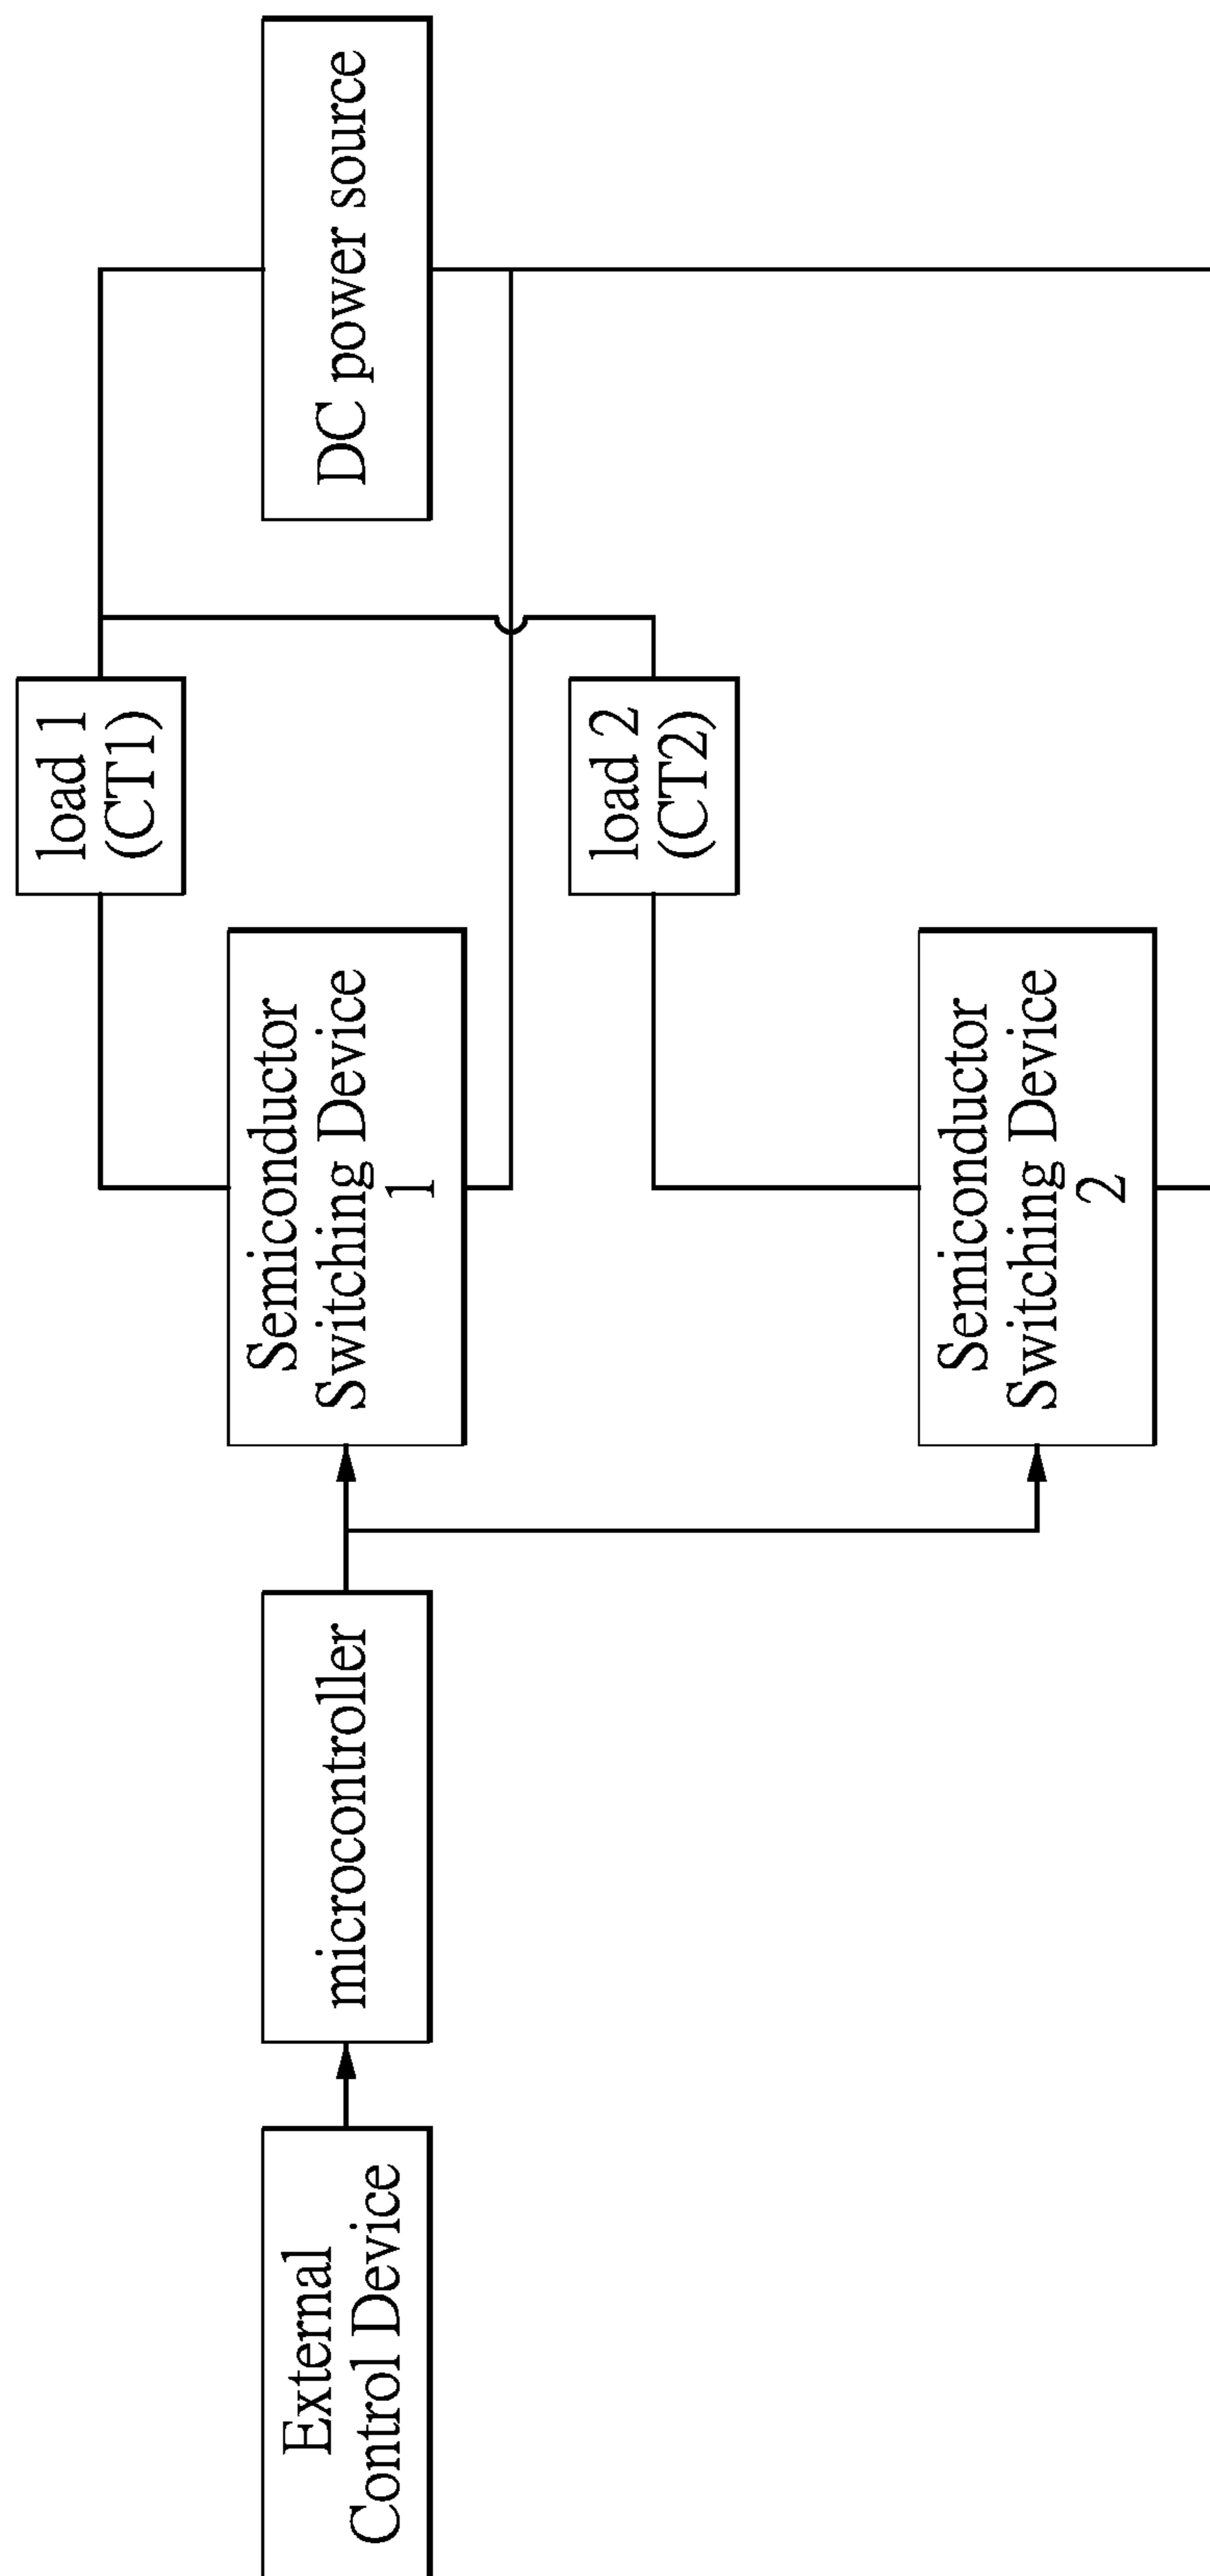 External
Control Device
microcontroller
Semiconductor
Switching Device
1
load 1
(CT1)
DC power source
load 2
(CT2)
Semiconductor
Switching Device
2